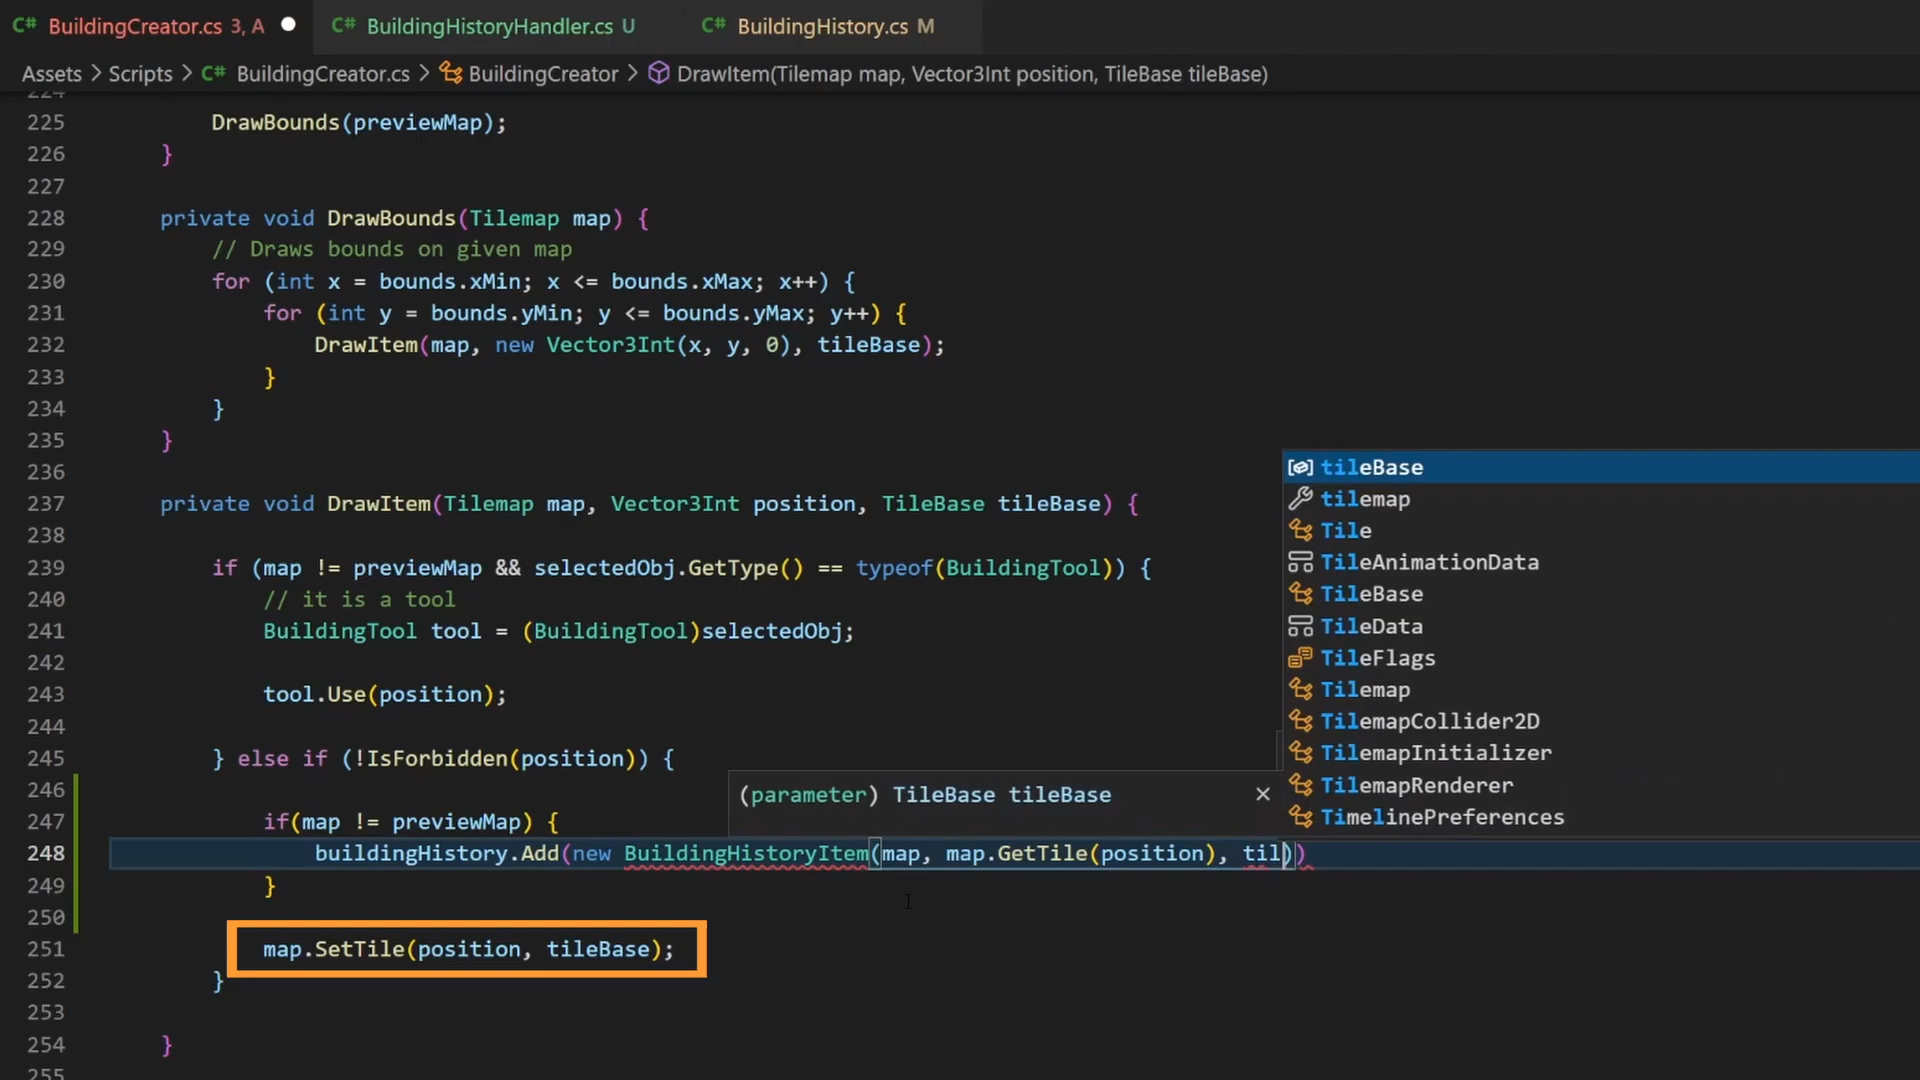 C# BuildingCreator.cs 3, A
C# BuildingHistoryHandler.cs U
C# BuildingHistory.cs M
Assets > Scripts > C# BuildingCreator.cs > BuildingCreator > DrawItem(Tilemap map, Vector3Int position, TileBase tileBase)
224
225 DrawBounds(previewMap);
226 }
227
228 private void DrawBounds(Tilemap map) {
229 // Draws bounds on given map
230 for (int x = bounds.xMin; x <= bounds.xMax; x++) {
231 for (int y = bounds.yMin; y <= bounds.yMax; y++) {
232 DrawItem(map, new Vector3Int(x, y, 0), tileBase);
233 }
234 }
235 }
236
237 private void DrawItem(Tilemap map, Vector3Int position, TileBase tileBase) {
238
239 if (map != previewMap && selectedObj.GetType() == typeof(BuildingTool)) {
240 // it is a tool
241 BuildingTool tool = (BuildingTool)selectedObj;
242
243 tool.Use(position);
244
245 } else if (!IsForbidden(position)) {
246
247 if(map != previewMap) {
248 buildingHistory.Add(new BuildingHistoryItem(map, map.GetTile(position), til))
249 }
250
251 map.SetTile(position, tileBase);
252 }
253
254 }
255
(parameter) TileBase tileBase
tileBase
tilemap
Tile
TileAnimationData
TileBase
TileData
TileFlags
Tilemap
TilemapCollider2D
TilemapInitializer
TilemapRenderer
TimelinePreferences